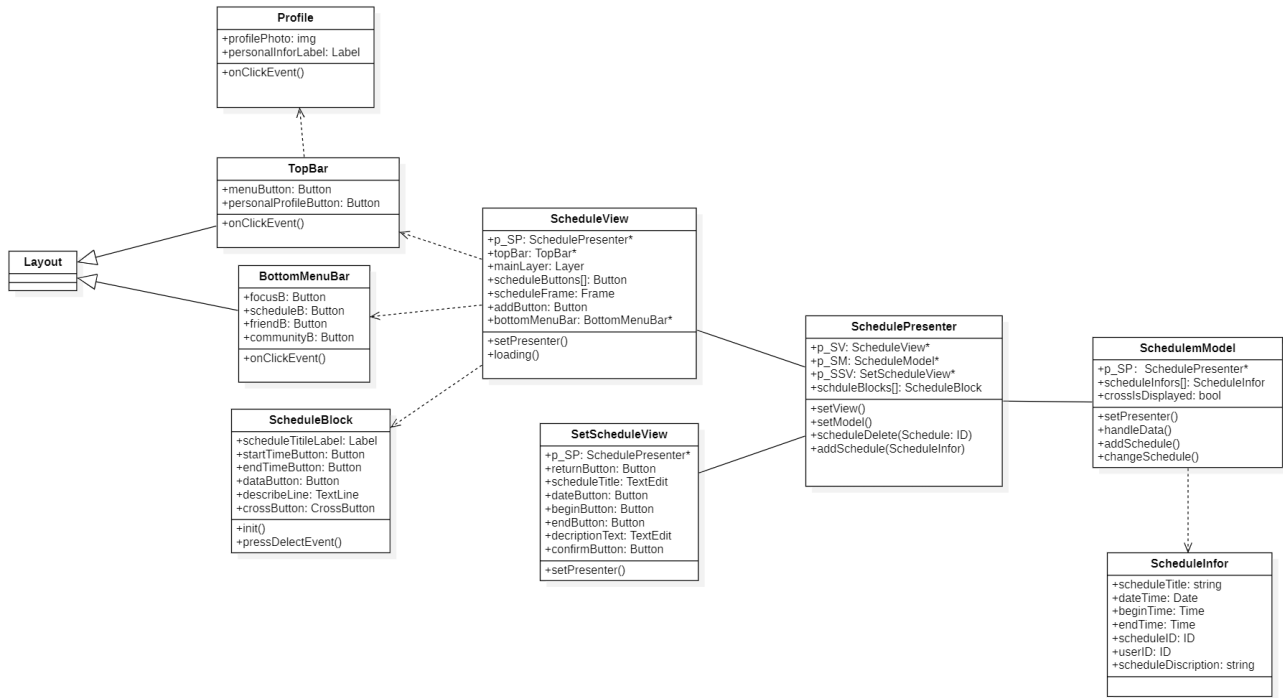 Profile
+profilePhoto: img
+personalInforLabel: Label
+onClickEvent()
TopBar
+menuButton: Button
+personalProfileButton: Button
+onClickEvent()
Layout
BottomMenuBar
+focusB: Button
+scheduleB: Button
+friendB: Button
+communityB: Button
+onClickEvent()
ScheduleBlock
+scheduleTitileLabel: Label
+startTimeButton: Button
+endTimeButton: Button
+dataButton: Button
+describeLine: TextLine
+crossButton: CrossButton
+init()
+pressDelectEvent()
ScheduleView
+p_SP: SchedulePresenter*
+topBar: TopBar*
+mainLayer: Layer
+scheduleButtons[]: Button
+scheduleFrame: Frame
+addButton: Button
+bottomMenuBar: BottomMenuBar*
+setPresenter()
+loading()
SetScheduleView
+p_SP: SchedulePresenter*
+returnButton: Button
+scheduleTitle: TextEdit
+dateButton: Button
+beginButton: Button
+endButton: Button
+decriptionText: TextEdit
+confirmButton: Button
+setPresenter()
SchedulePresenter
+p_SV: ScheduleView*
+p_SM: ScheduleModel*
+p_SSV: SetScheduleView*
+schduleBlocks[]: ScheduleBlock
+setView()
+setModel()
+scheduleDelete(Schedule: ID)
+addSchedule(ScheduleInfor)
SchedulemModel
+p_SP： SchedulePresenter*
+scheduleInfors[]: ScheduleInfor
+crossIsDisplayed: bool
+setPresenter()
+handleData()
+addSchedule()
+changeSchedule()
ScheduleInfor
+scheduleTitle: string
+dateTime: Date
+beginTime: Time
+endTime: Time
+scheduleID: ID
+userID: ID
+scheduleDiscription: string